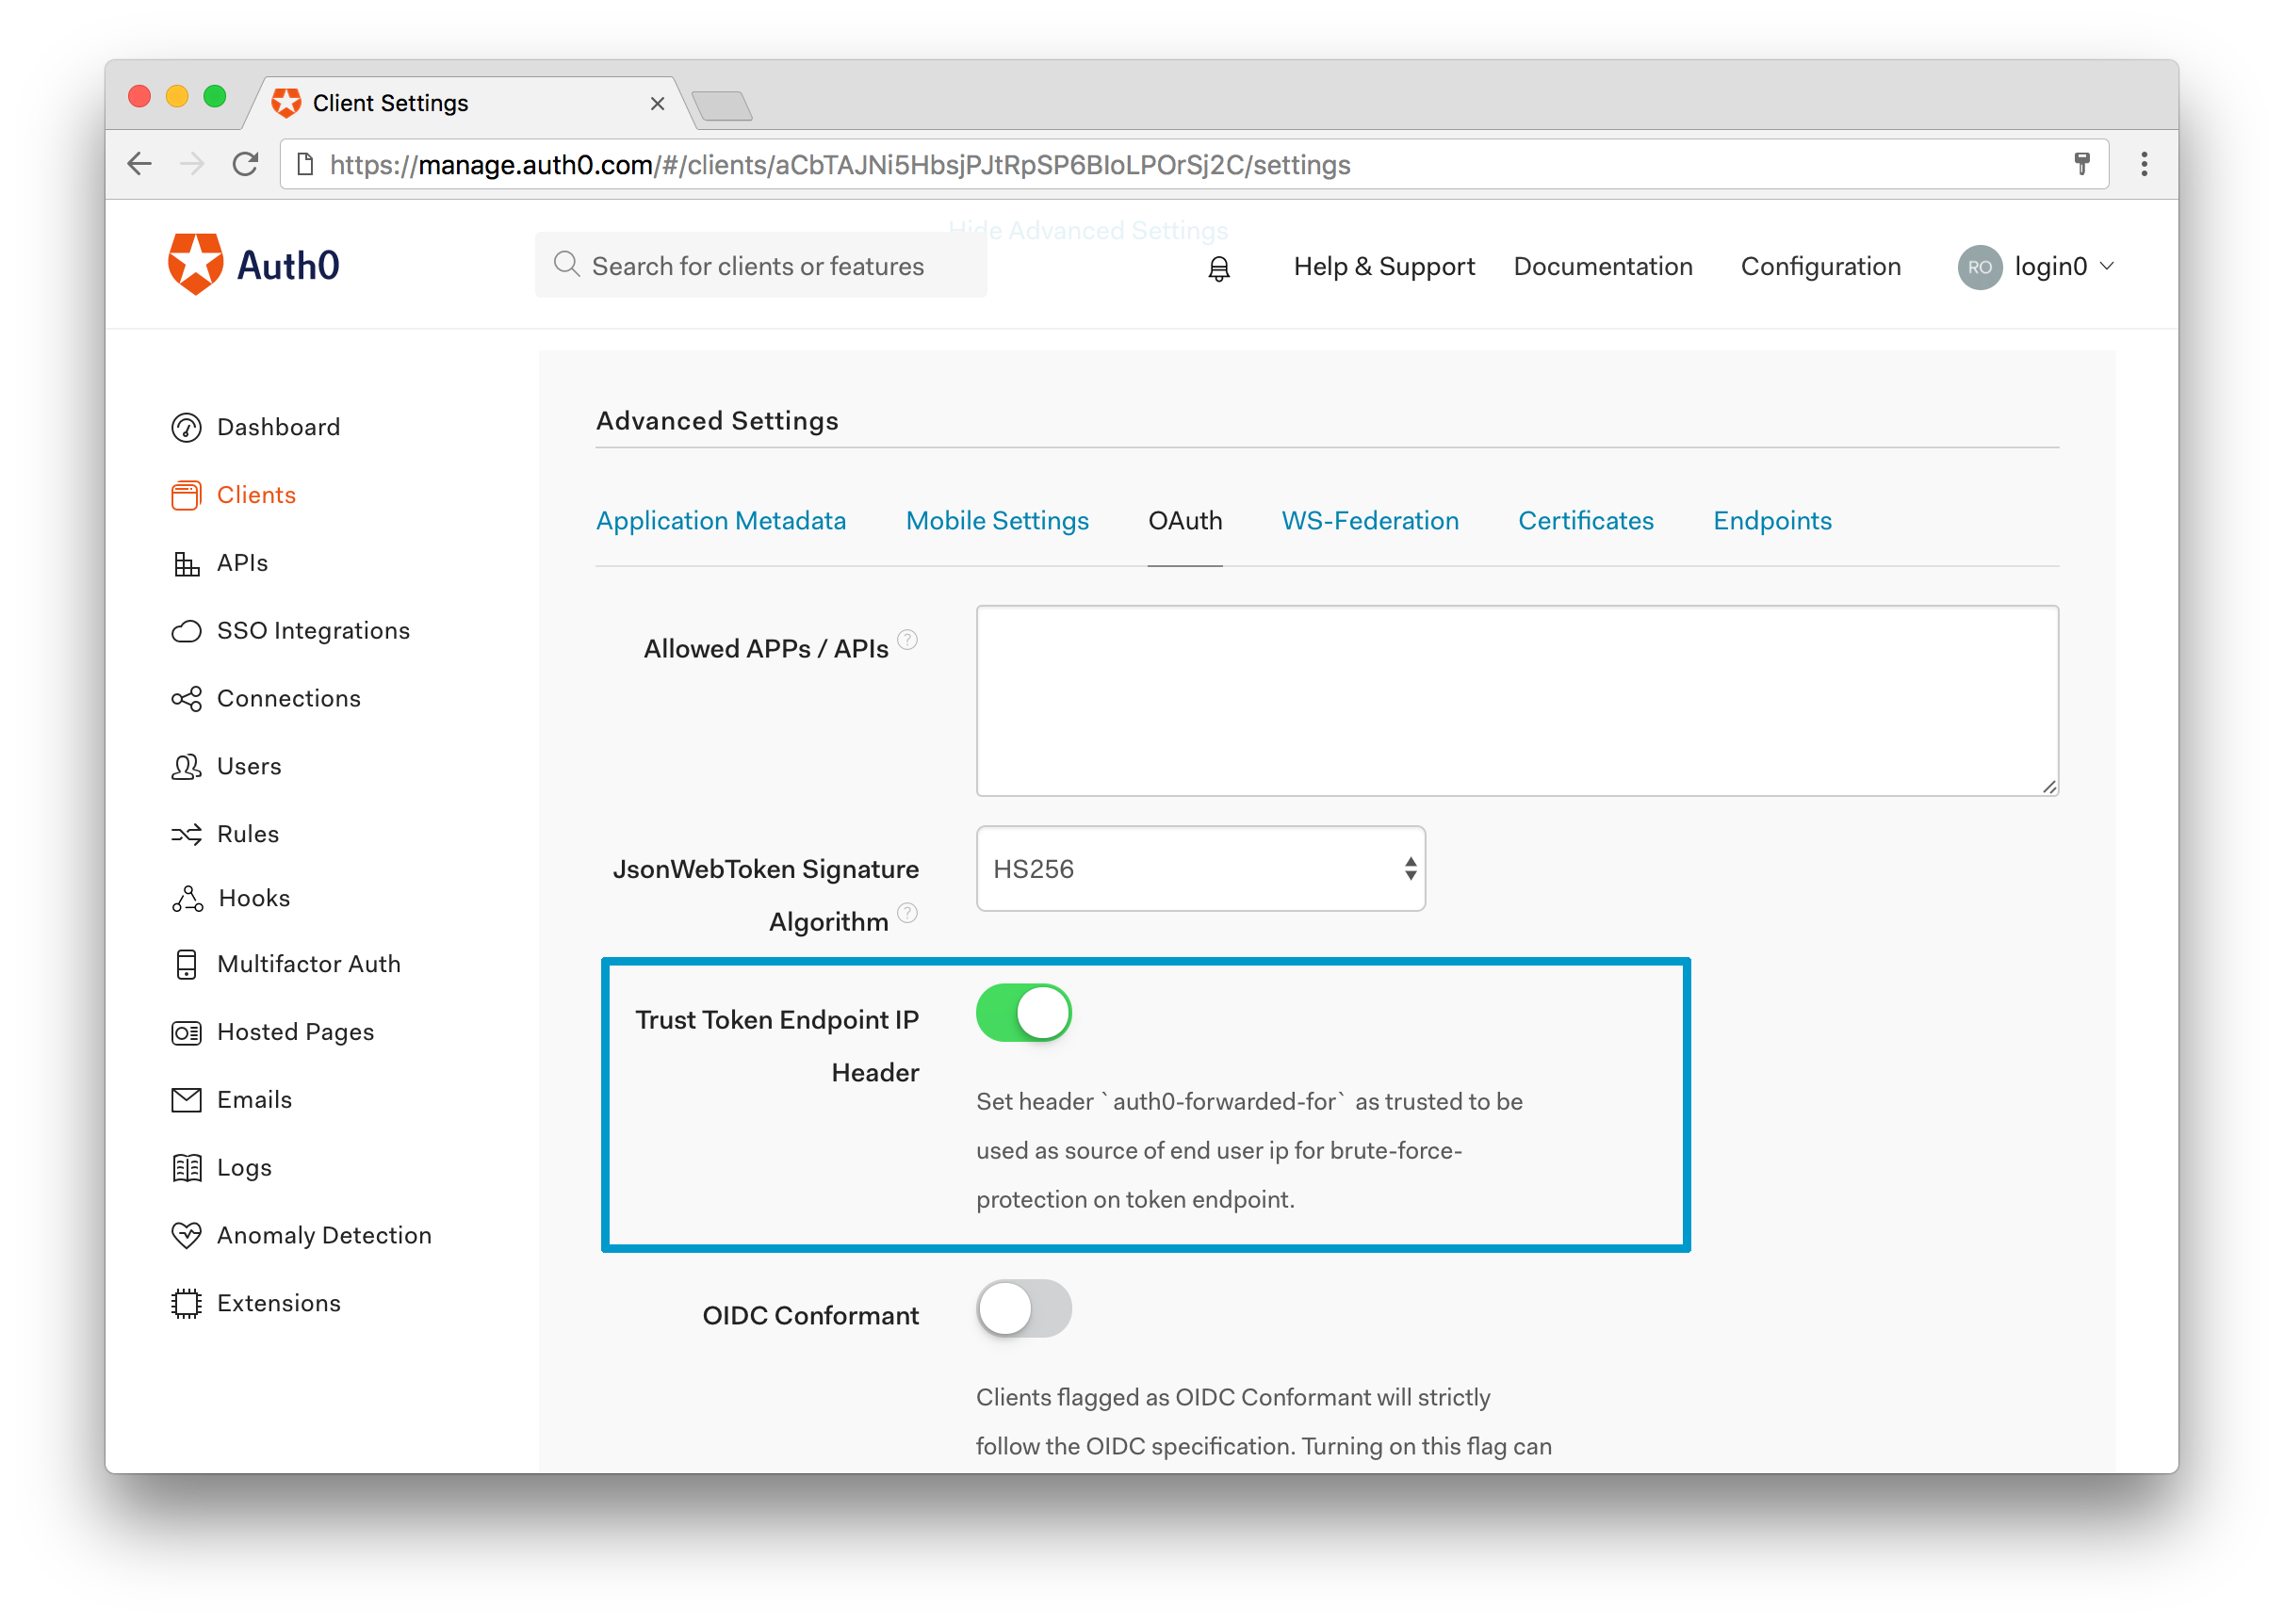 Client Settings
https://manage.auth0.com/#/clients/aCbTAJNi5HbsjPJtRpSP6BIoLPOrSj2C/settings
Hide Advanced Settings
Auth0
Search for clients or features
Help & Support
Documentation
Configuration
RO
login0
Dashboard
Clients
APIs
SSO Integrations
Connections
Users
Rules
Hooks
Multifactor Auth
Hosted Pages
Emails
Logs
Anomaly Detection
Extensions
Advanced Settings
Application Metadata
Mobile Settings
OAuth
WS-Federation
Certificates
Endpoints
Allowed APPs / APIs ?
JsonWebToken Signature
Algorithm ?
HS256
Trust Token Endpoint IP
Header
Set header `auth0-forwarded-for` as trusted to be
used as source of end user ip for brute-force-
protection on token endpoint.
OIDC Conformant
Clients flagged as OIDC Conformant will strictly
follow the OIDC specification. Turning on this flag can